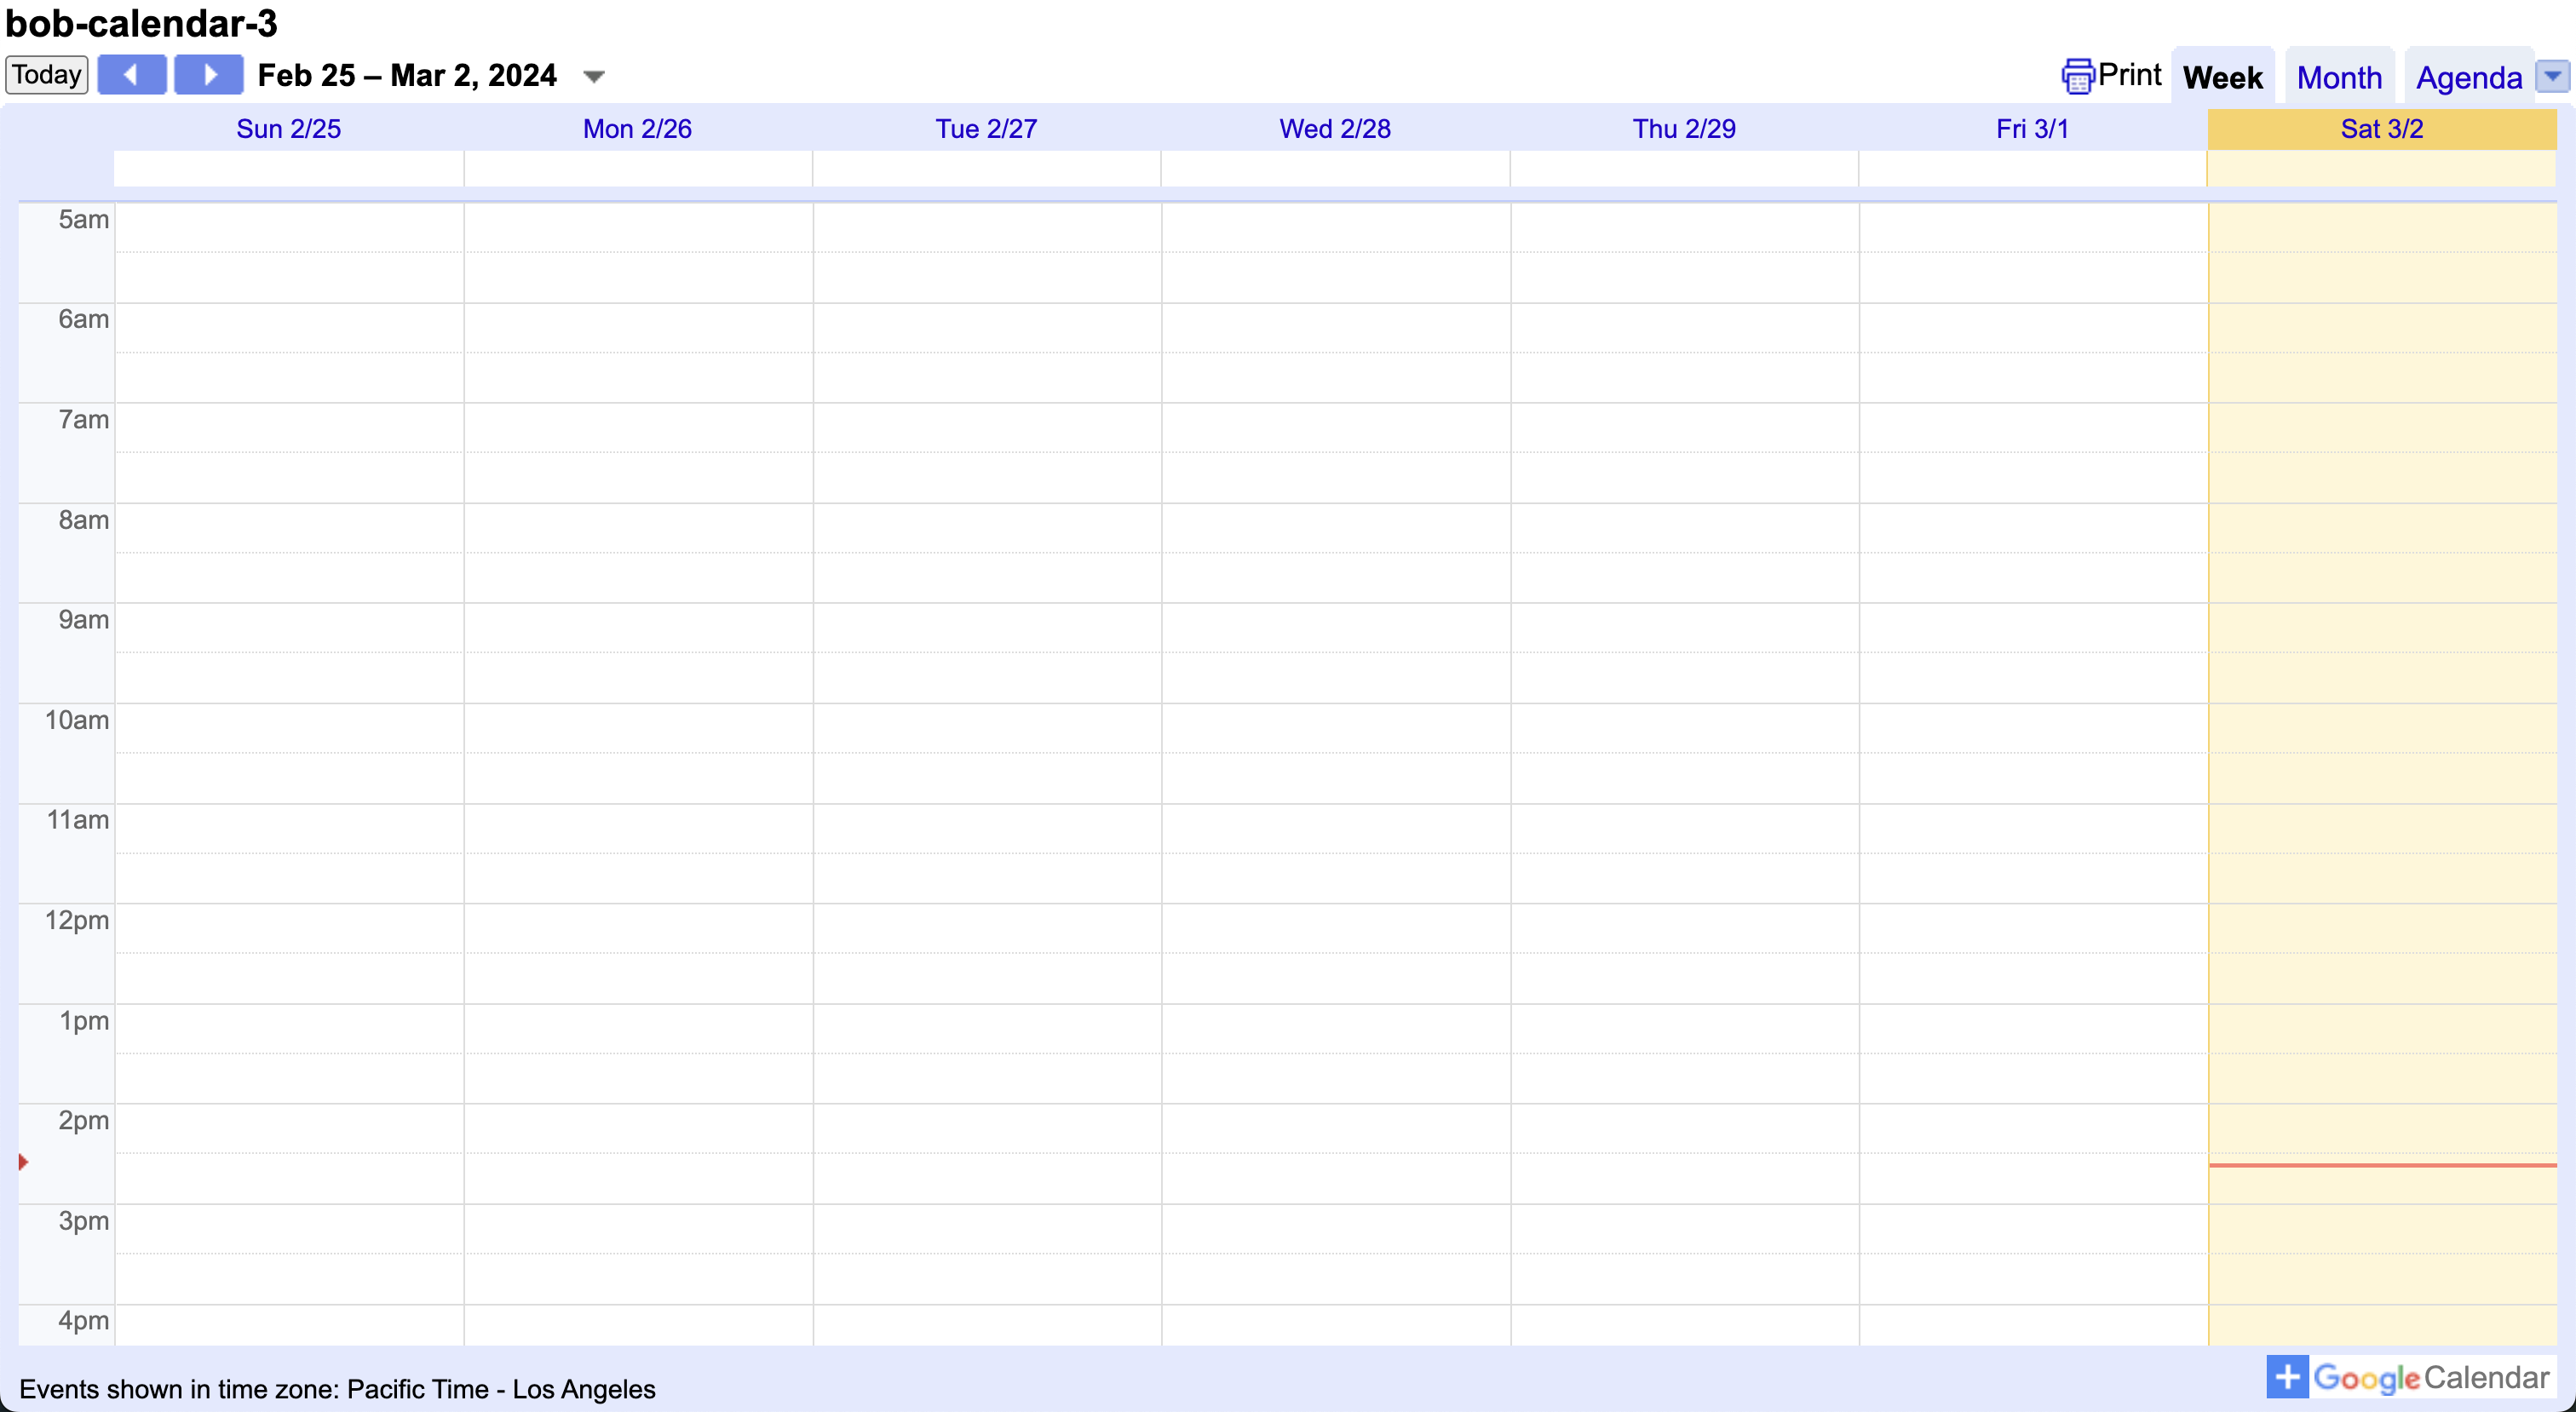 bob-calendar-3
Today Feb 25 – Mar 2, 2024 Print Week Month Agenda
Sun 2/25 Mon 2/26 Tue 2/27 Wed 2/28 Thu 2/29 Fri 3/1 Sat 3/2
5am
6am
7am
8am
9am
10am
11am
12pm
1pm
2pm
3pm
4pm
Events shown in time zone: Pacific Time - Los Angeles
Google Calendar